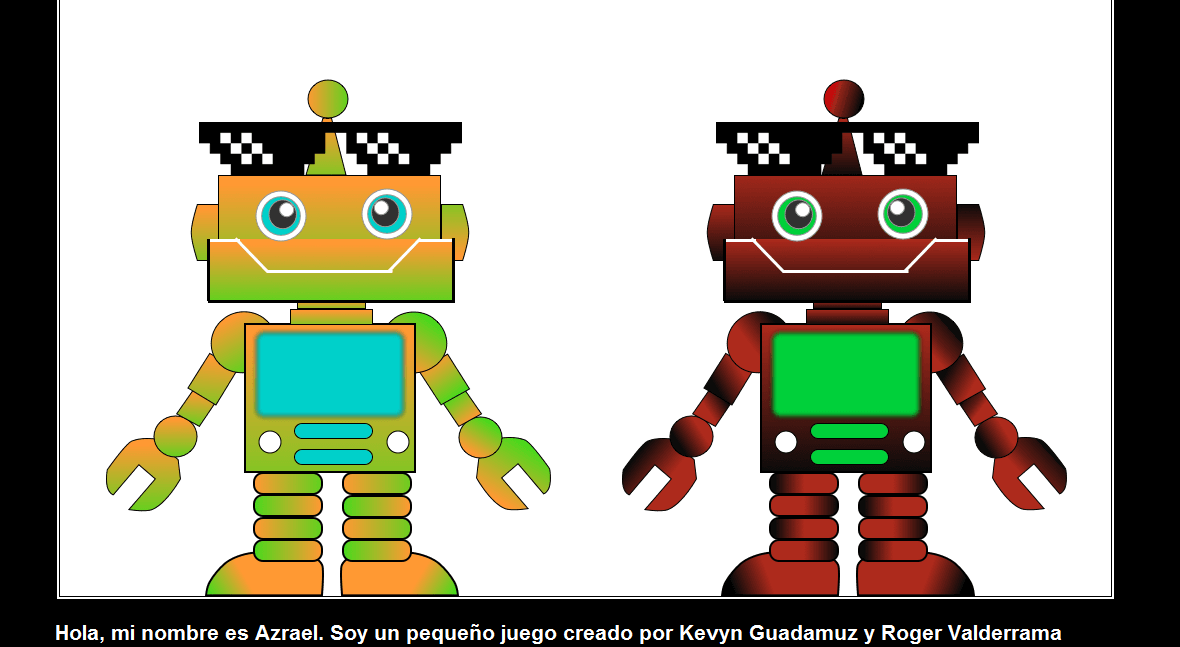 Hola, mi nombre es Azrael. Soy un pequeño juego creado por Kevyn Guadamuz y Roger Valderrama